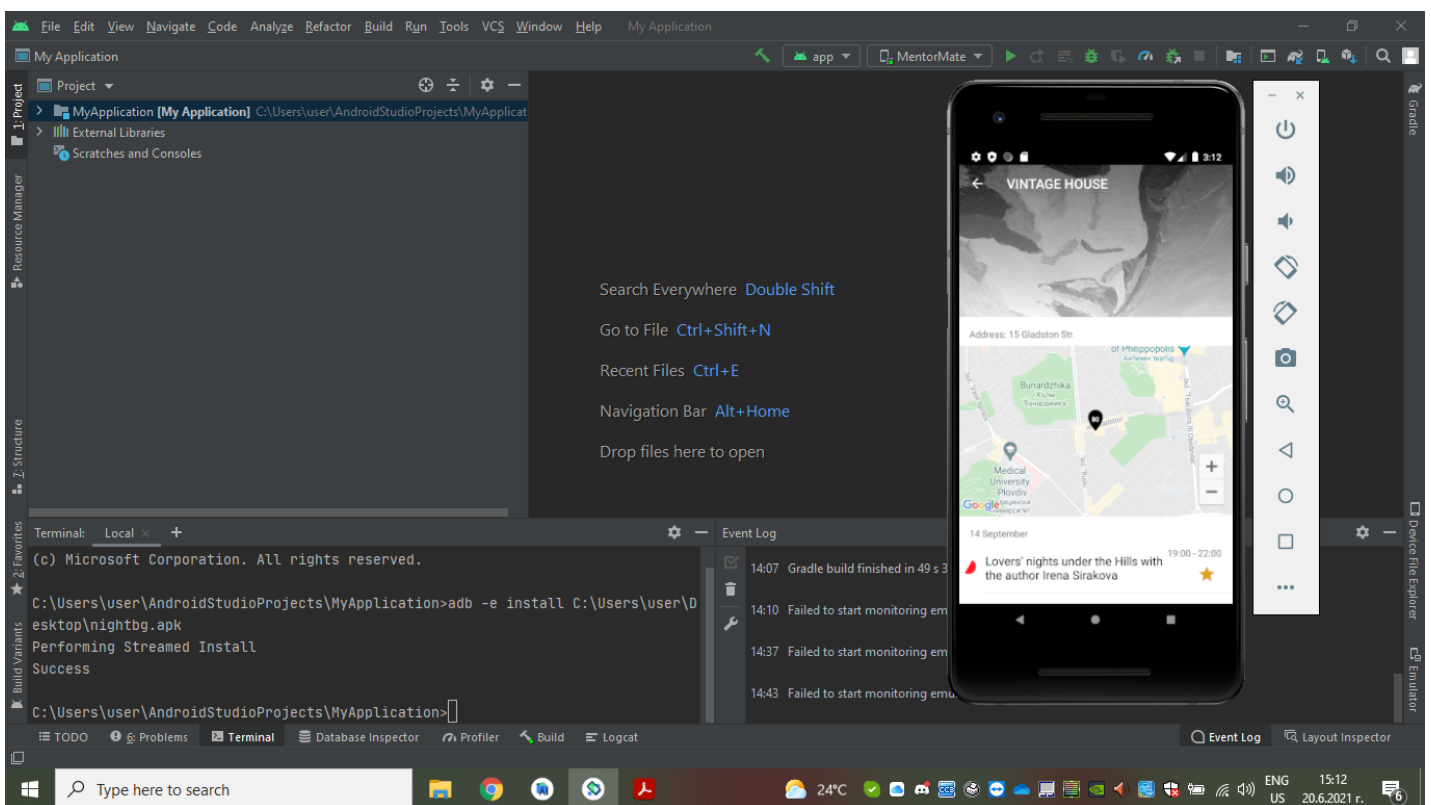 File Edit View Navigate Code Analyze Refactor Build Run Tools VCS Window Help My Application
My Application
app
MentorMate
1: Project
Resource Manager
7: Structure
2: Favorites
Build Variants
Project
MyApplication [My Application] C:\Users\user\AndroidStudioProjects\MyApplicat
External Libraries
Scratches and Consoles
Search Everywhere Double Shift
Go to File Ctrl+Shift+N
Recent Files Ctrl+E
Navigation Bar Alt+Home
Drop files here to open
3:12
VINTAGE HOUSE
Address: 15 Gladston Str.
of Philippopolis
Bunardzhika
Medical
University
Plovdiv
Google
+
−
14 September
Lovers' nights under the Hills with
the author Irena Sirakova
19:00 - 22:00
Gradle
Device File Explorer
Emulator
Terminal: Local × +
(c) Microsoft Corporation. All rights reserved.
C:\Users\user\AndroidStudioProjects\MyApplication>adb -e install C:\Users\user\D
esktop\nightbg.apk
Performing Streamed Install
Success
C:\Users\user\AndroidStudioProjects\MyApplication>
Event Log
14:07 Gradle build finished in 49 s 3
14:10 Failed to start monitoring em
14:37 Failed to start monitoring em
14:43 Failed to start monitoring emu
TODO 6: Problems Terminal Database Inspector Profiler Build Logcat Event Log Layout Inspector
Type here to search
24°C
ENG
US
15:12
20.6.2021 г.
6